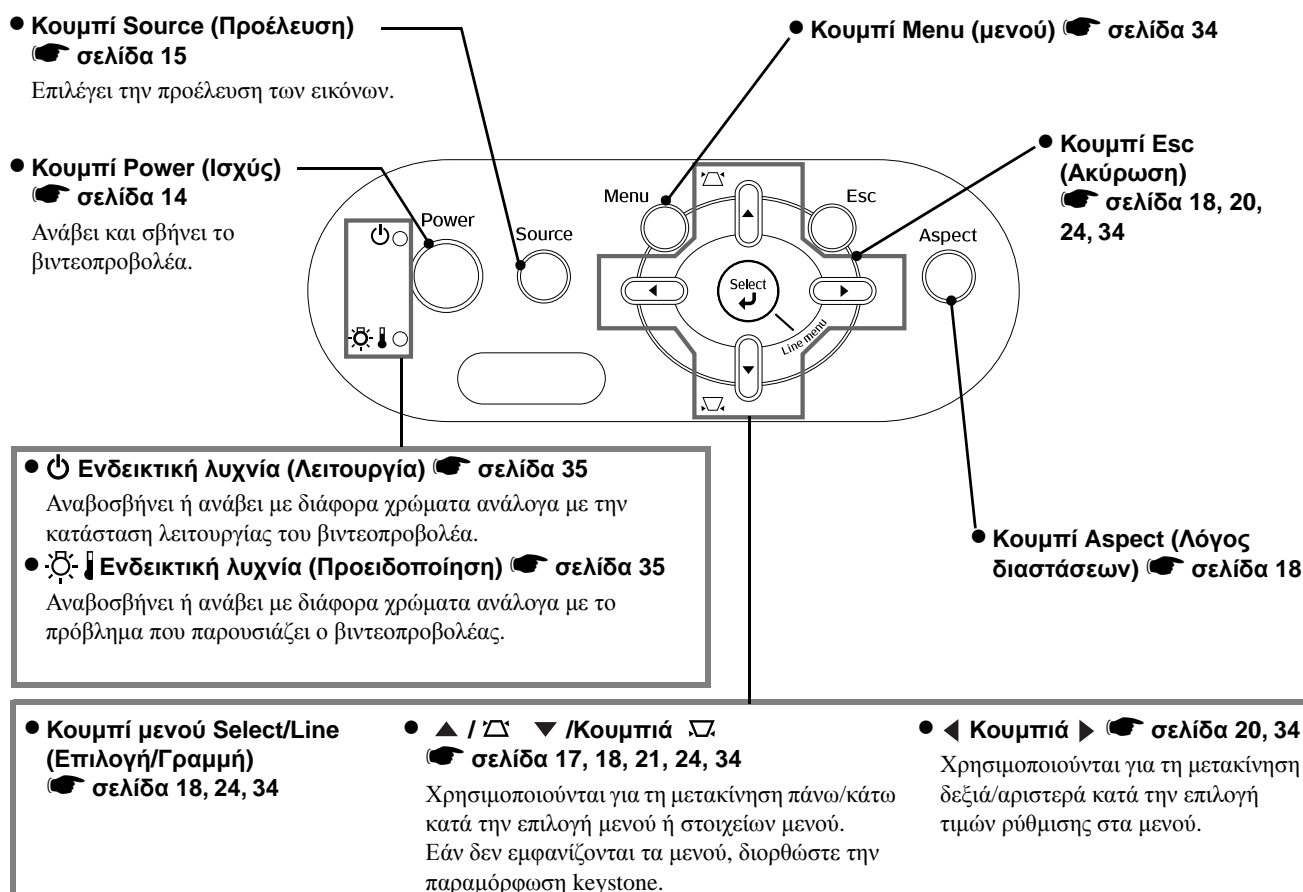 ● Κουμπί Source (Προέλευση)
☛ σελίδα 15
Επιλέγει την προέλευση των εικόνων.
● Κουμπί Menu (μενού) ☛ σελίδα 34
● Κουμπί Power (Ισχύς)
☛ σελίδα 14
Ανάβει και σβήνει το
βιντεοπροβολέα.
● Κουμπί Esc
(Ακύρωση)
☛ σελίδα 18, 20,
24, 34
Power
Source
Menu
Esc
Aspect
Select
Line menu
● Ενδεικτική λυχνία (Λειτουργία) ☛ σελίδα 35
Αναβοσβήνει ή ανάβει με διάφορα χρώματα ανάλογα με την
κατάσταση λειτουργίας του βιντεοπροβολέα.
● Ενδεικτική λυχνία (Προειδοποίηση) ☛ σελίδα 35
Αναβοσβήνει ή ανάβει με διάφορα χρώματα ανάλογα με το
πρόβλημα που παρουσιάζει ο βιντεοπροβολέας.
● Κουμπί Aspect (Λόγος
διαστάσεων) ☛ σελίδα 18
● Κουμπί μενού Select/Line
(Επιλογή/Γραμμή)
☛ σελίδα 18, 24, 34
● ▲ / ▼ /Κουμπιά
☛ σελίδα 17, 18, 21, 24, 34
Χρησιμοποιούνται για τη μετακίνηση πάνω/κάτω
κατά την επιλογή μενού ή στοιχείων μενού.
Εάν δεν εμφανίζονται τα μενού, διορθώστε την
παραμόρφωση keystone.
● ◀ Κουμπιά ▶ ☛ σελίδα 20, 34
Χρησιμοποιούνται για τη μετακίνηση
δεξιά/αριστερά κατά την επιλογή
τιμών ρύθμισης στα μενού.